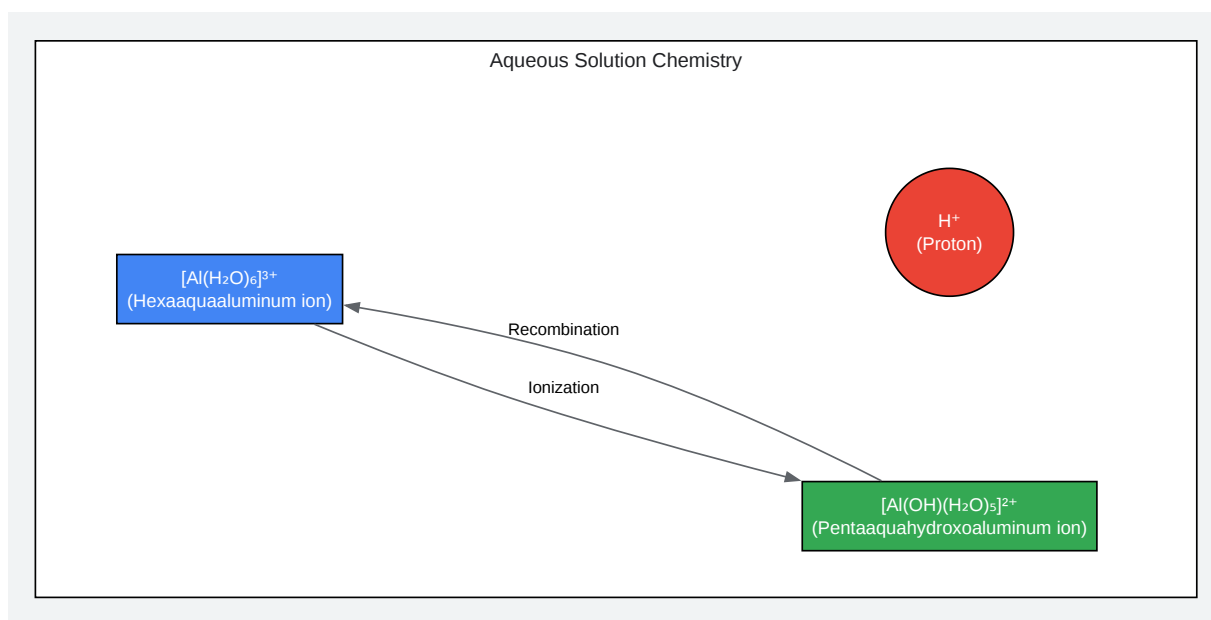 Aqueous Solution Chemistry
H⁺
(Proton)
[Al(H₂O)₆]³⁺
(Hexaaquaaluminum ion)
Recombination
Ionization
[Al(OH)(H₂O)₅]²⁺
(Pentaaquahydroxoaluminum ion)